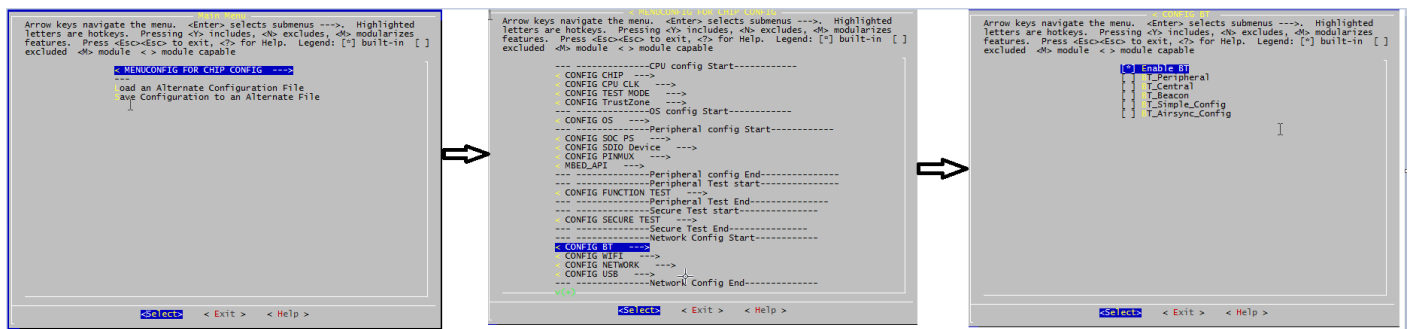 Main Menu
Arrow keys navigate the menu.  <Enter> selects submenus --->.  Highlighted
letters are hotkeys.  Pressing <Y> includes, <N> excludes, <M> modularizes
features.  Press <Esc><Esc> to exit, <?> for Help.  Legend: [*] built-in  [ ]
excluded  <M> module  < > module capable
< MENUCONFIG FOR CHIP CONFIG  --->
---
Load an Alternate Configuration File
Save Configuration to an Alternate File
<Select>    < Exit >    < Help >
< MENUCONFIG FOR CHIP CONFIG
Arrow keys navigate the menu.  <Enter> selects submenus --->.  Highlighted
letters are hotkeys.  Pressing <Y> includes, <N> excludes, <M> modularizes
features.  Press <Esc><Esc> to exit, <?> for Help.  Legend: [*] built-in  [ ]
excluded  <M> module  < > module capable
--- --------------CPU config Start------------
< CONFIG CHIP  --->
< CONFIG CPU CLK  --->
< CONFIG TEST MODE  --->
< CONFIG TrustZone  --->
--- --------------OS config Start------------
< CONFIG OS  --->
--- --------------Peripheral config Start------------
< CONFIG SOC PS  --->
< CONFIG SDIO Device  --->
< CONFIG PINMUX  --->
< MBED_API  --->
--- --------------Peripheral config End---------------
--- --------------Peripheral Test start---------------
< CONFIG FUNCTION TEST  --->
--- --------------Peripheral Test End------------
--- --------------Secure Test start---------------
< CONFIG SECURE TEST  --->
--- --------------Secure Test End---------------
--- --------------Network Config Start------------
< CONFIG BT  --->
< CONFIG WIFI  --->
< CONFIG NETWORK  --->
< CONFIG USB  --->
--- --------------Network Config End------------
<Select>    < Exit >    < Help >
< CONFIG BT
Arrow keys navigate the menu.  <Enter> selects submenus --->.  Highlighted
letters are hotkeys.  Pressing <Y> includes, <N> excludes, <M> modularizes
features.  Press <Esc><Esc> to exit, <?> for Help.  Legend: [*] built-in  [ ]
excluded  <M> module  < > module capable
[*] Enable BT
[ ] BT_Peripheral
[ ] BT_Central
[ ] BT_Beacon
[ ] BT_Simple_Config
[ ] BT_Airsync_Config
<Select>    < Exit >    < Help >